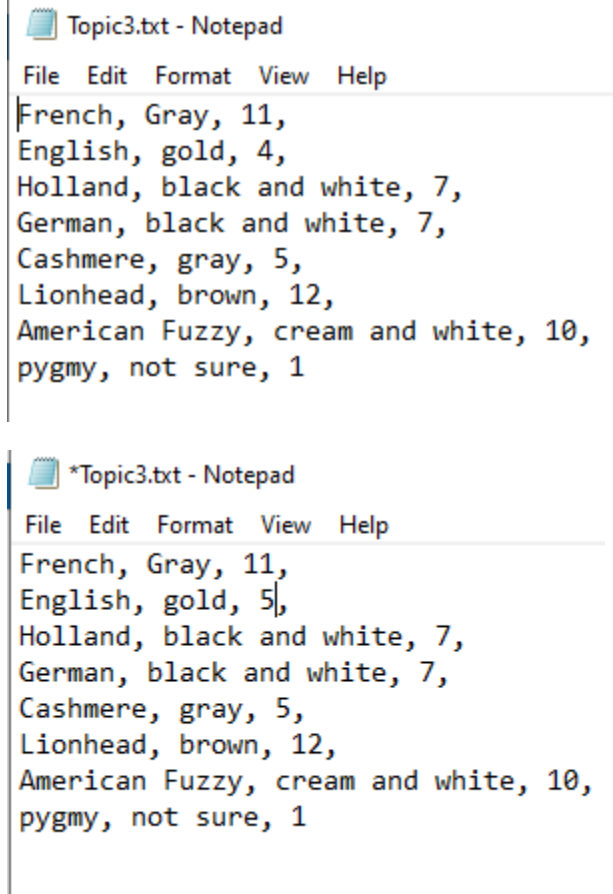 Topic3.txt - Notepad
File Edit Format View Help
French, Gray, 11,
English, gold, 4,
Holland, black and white, 7,
German, black and white, 7,
Cashmere, gray, 5,
Lionhead, brown, 12,
American Fuzzy, cream and white, 10,
pygmy, not sure, 1
*Topic3.txt - Notepad
File Edit Format View Help
French, Gray, 11,
English, gold, 5,
Holland, black and white, 7,
German, black and white, 7,
Cashmere, gray, 5,
Lionhead, brown, 12,
American Fuzzy, cream and white, 10,
pygmy, not sure, 1